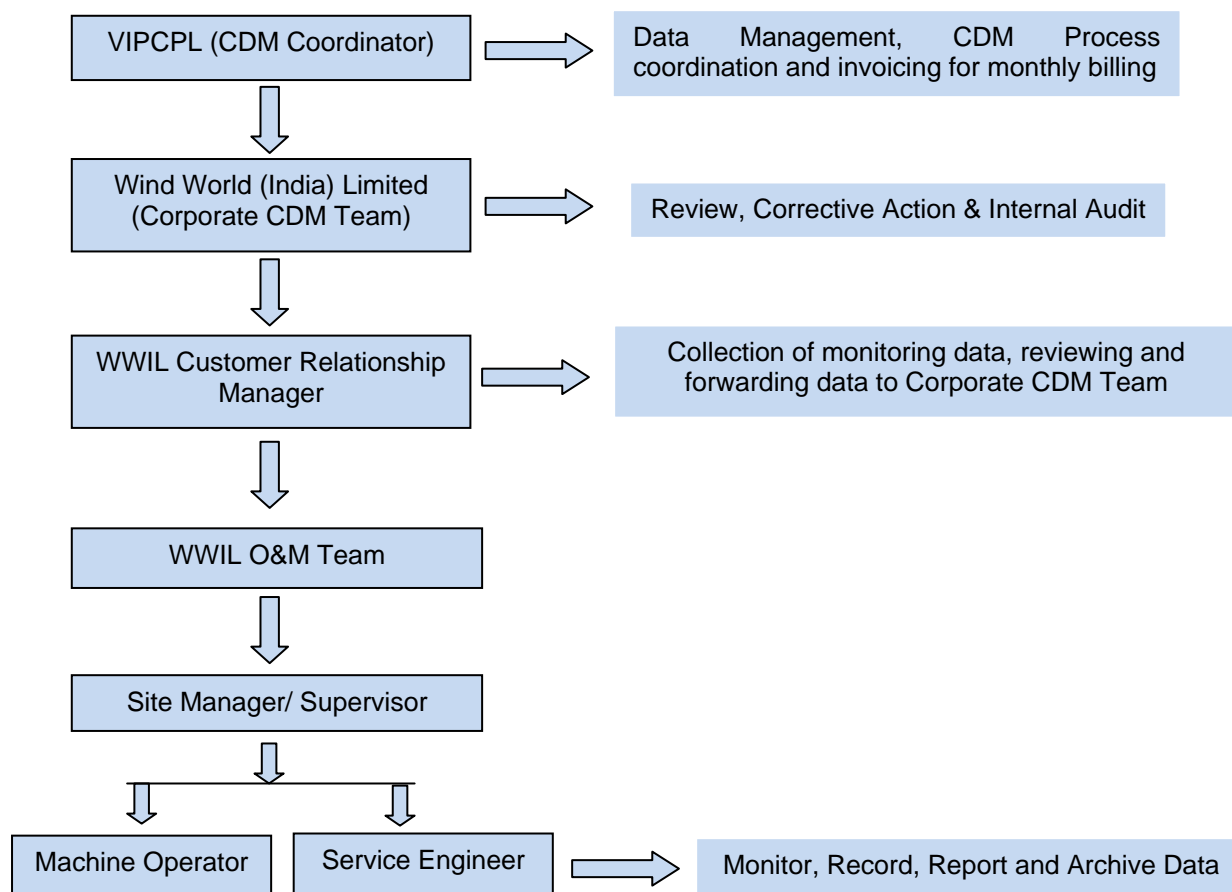 VIPCPL (CDM Coordinator)
Data Management, CDM Process
coordination and invoicing for monthly billing
Wind World (India) Limited
(Corporate CDM Team)
Review, Corrective Action & Internal Audit
WWIL Customer Relationship
Manager
Collection of monitoring data, reviewing and
forwarding data to Corporate CDM Team
WWIL O&M Team
Site Manager/ Supervisor
Machine Operator
Service Engineer
Monitor, Record, Report and Archive Data